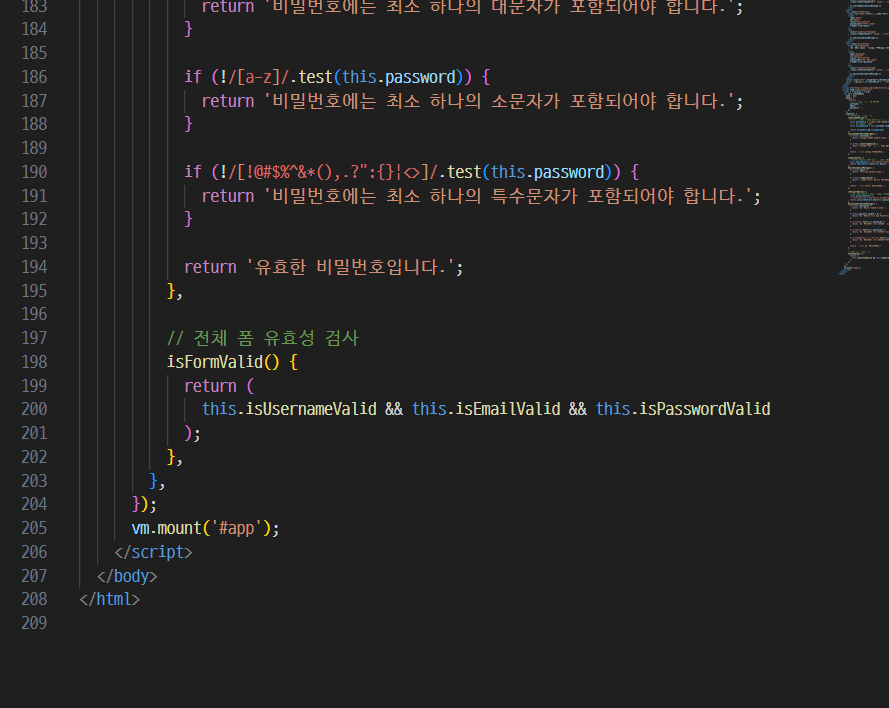 183 return '비밀번호에는 최소 하나의 대문자가 포함되어야 합니다.';
184 }
185
186 if (!/[a-z]/.test(this.password)) {
187 return '비밀번호에는 최소 하나의 소문자가 포함되어야 합니다.';
188 }
189
190 if (!/[!@#$%^&*(),.?":{}|<>]/.test(this.password)) {
191 return '비밀번호에는 최소 하나의 특수문자가 포함되어야 합니다.';
192 }
193
194 return '유효한 비밀번호입니다.';
195 },
196
197 // 전체 폼 유효성 검사
198 isFormValid() {
199 return (
200 this.isUsernameValid && this.isEmailValid && this.isPasswordValid
201 );
202 },
203 },
204 });
205 vm.mount('#app');
206 </script>
207 </body>
208 </html>
209